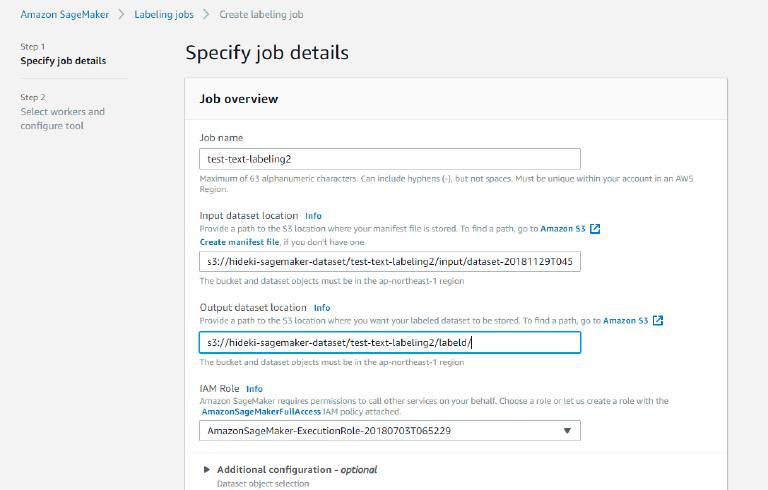 Amazon SageMaker > Labeling jobs > Create labeling job
Step 1
Specify job details
Step 2
Select workers and
configure tool
Specify job details
Job overview
Job name
test-text-labeling2
Maximum of 63 alphanumeric characters. Can include hyphens (-), but not spaces. Must be unique within your account in an AWS
Region.
Input dataset location Info
Provide a path to the S3 location where your manifest file is stored. To find a path, go to Amazon S3
Create manifest file, if you don't have one
s3://hideki-sagemaker-dataset/test-text-labeling2/input/dataset-20181129T045
The bucket and dataset objects must be in the ap-northeast-1 region
Output dataset location Info
Provide a path to the S3 location where you want your labeled dataset to be stored. To find a path, go to Amazon S3
s3://hideki-sagemaker-dataset/test-text-labeling2/labeld/
The bucket and dataset objects must be in the ap-northeast-1 region
IAM Role Info
Amazon SageMaker requires permissions to call other services on your behalf. Choose a role or let us create a role with the
AmazonSageMakerFullAccess IAM policy attached.
AmazonSageMaker-ExecutionRole-20180703T065229
Additional configuration - optional
Dataset object selection